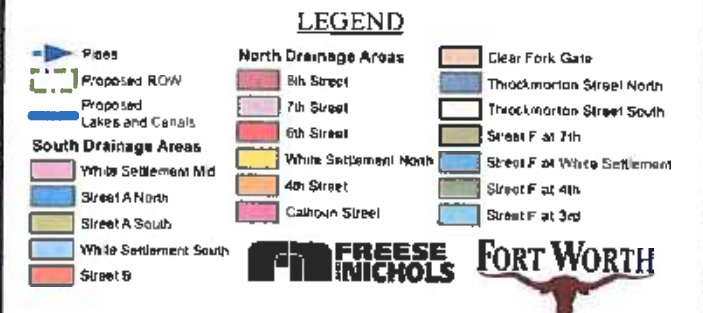 LEGEND
Pipes
Proposed ROW
Proposed
Lakes and Canals
South Drainage Areas
White Settlement Mid
Street A North
Street A South
White Settlement South
Street B
North Drainage Areas
8th Street
7th Street
6th Street
White Settlement North
4th Street
Calhoun Street
Clear Fork Gate
Throckmorton Street North
Throckmorton Street South
Street F at 7th
Street F at White Settlement
Street F at 4th
Street F at 3rd
FREESE
AND NICHOLS
FORT WORTH